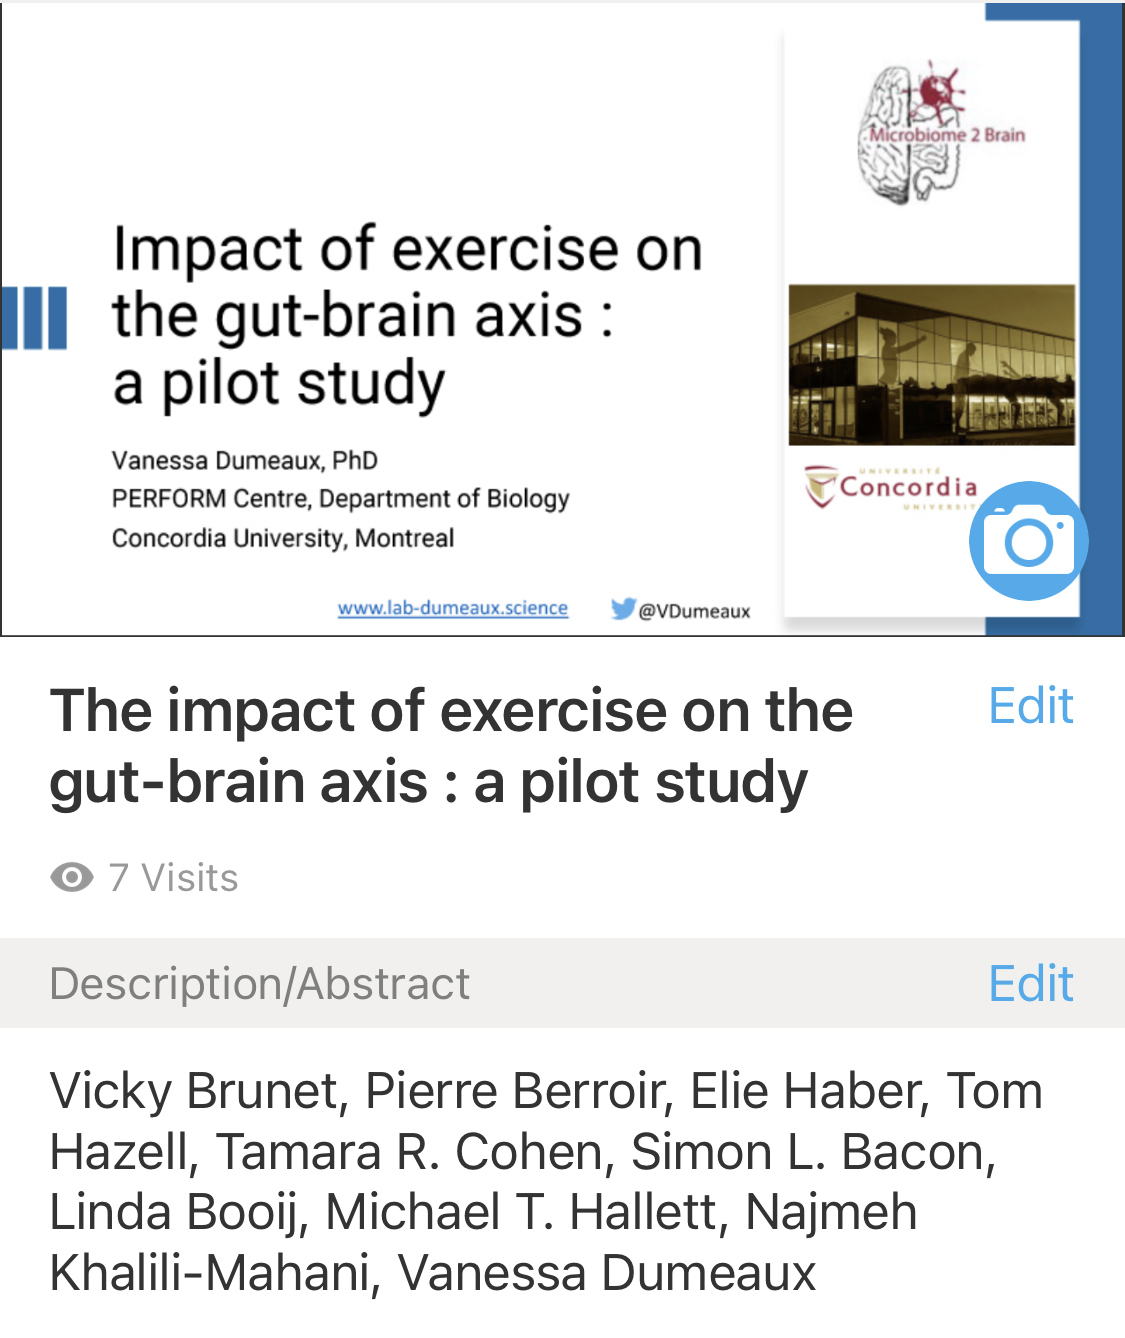 Microbiome 2 Brain
Impact of exercise on
the gut-brain axis :
a pilot study
Vanessa Dumeaux, PhD
PERFORM Centre, Department of Biology
Concordia University, Montreal
UNIVERSITÉ
Concordia
UNIVERSIT
www.lab-dumeaux.science
@VDumeaux
The impact of exercise on the
gut-brain axis : a pilot study
Edit
7 Visits
Description/Abstract
Edit
Vicky Brunet, Pierre Berroir, Elie Haber, Tom
Hazell, Tamara R. Cohen, Simon L. Bacon,
Linda Booij, Michael T. Hallett, Najmeh
Khalili-Mahani, Vanessa Dumeaux